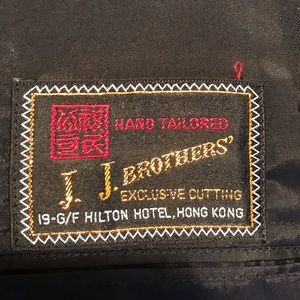 HAND TAILORED
J. J. BROTHERS'
EXCLUSIVE CUTTING
19-G/F HILTON HOTEL, HONG KONG